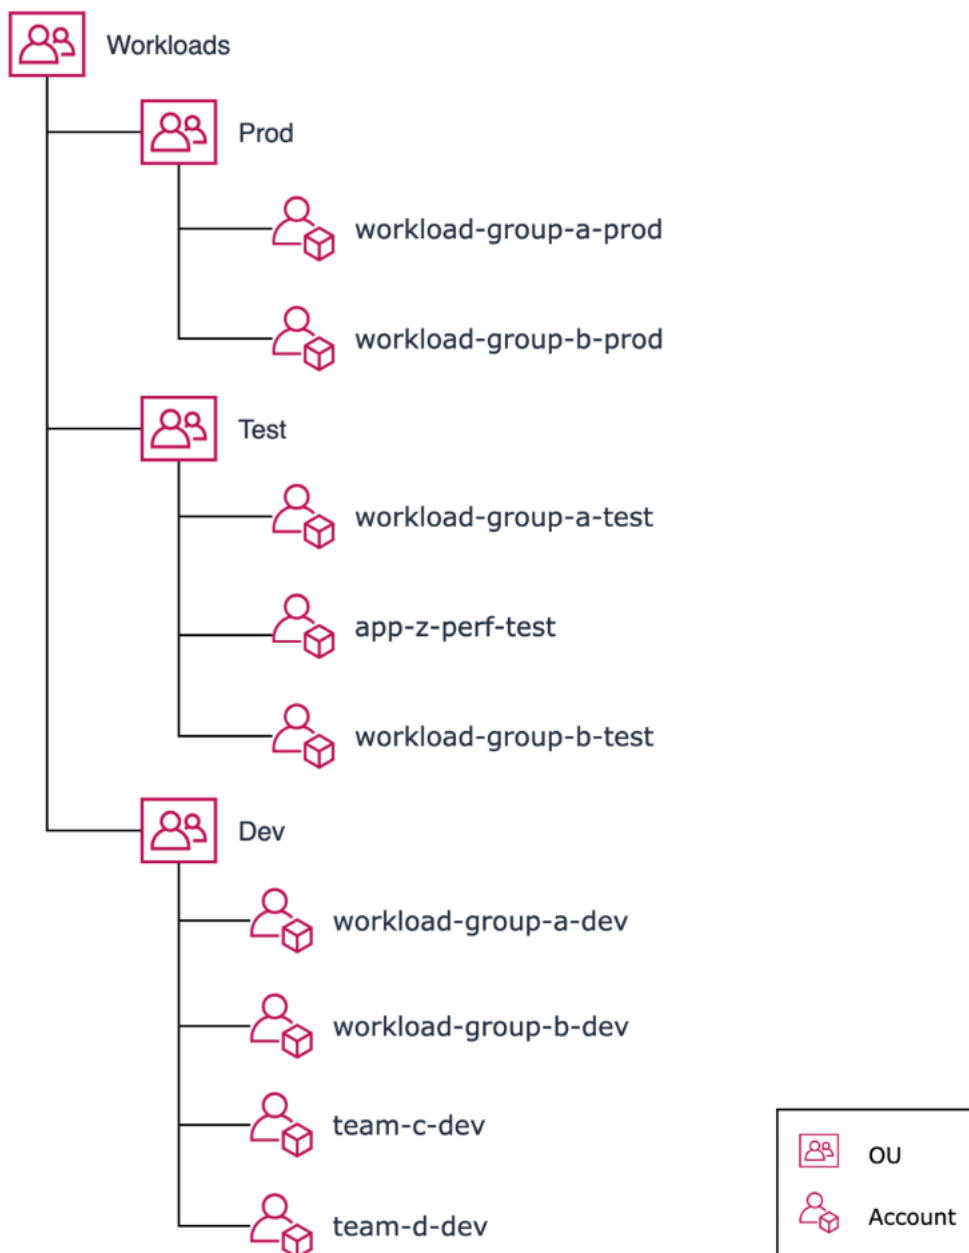 Workloads
Prod
workload-group-a-prod
workload-group-b-prod
Test
workload-group-a-test
app-z-perf-test
workload-group-b-test
Dev
workload-group-a-dev
workload-group-b-dev
team-c-dev
team-d-dev
OU
Account